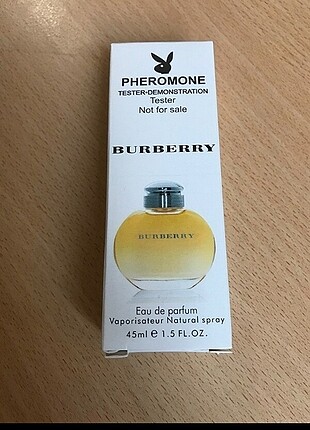 PHEROMONE
TESTER-DEMONSTRATION
Tester
Not for sale
BURBERRY
BURBERRY
Eau de parfum
Vaporisateur Natural spray
45ml e 1.5 FL.OZ.